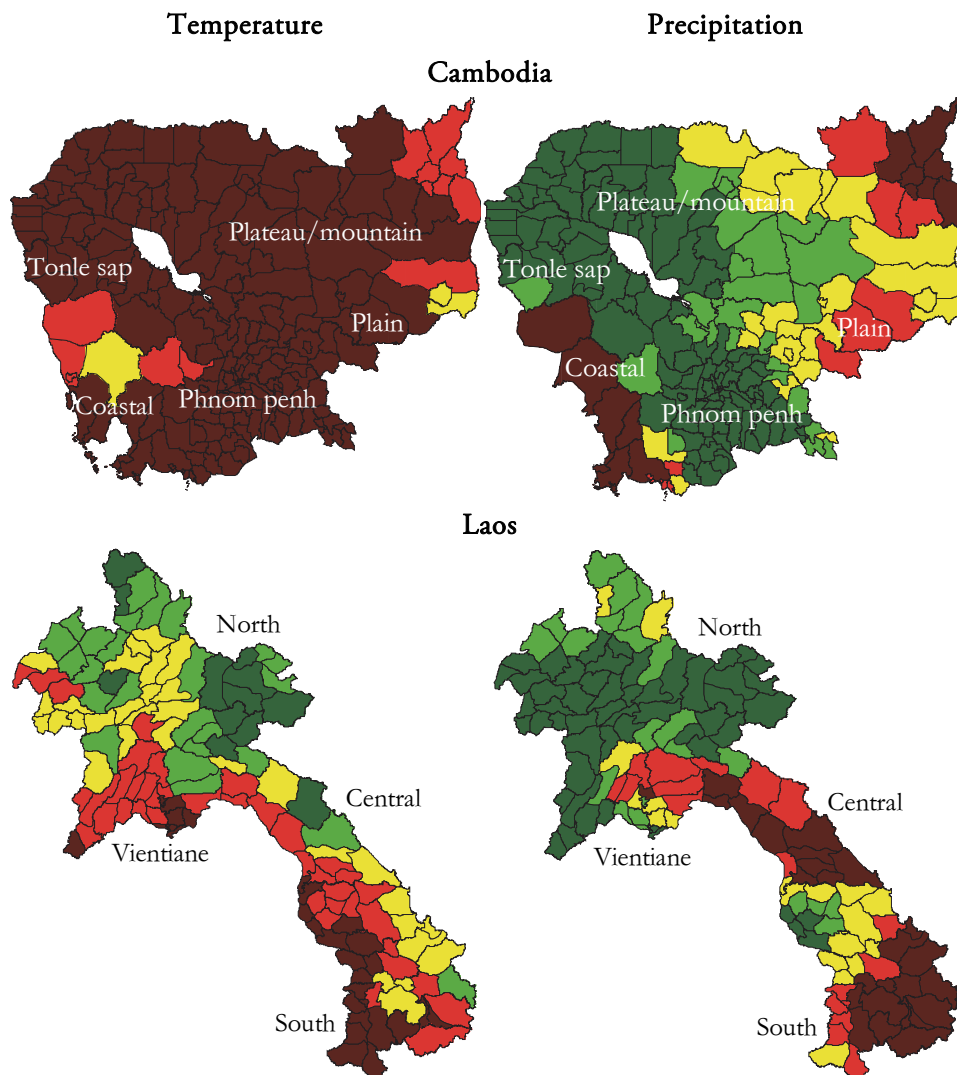 Temperature
Precipitation
Cambodia
Plateau/mountain
Tonle sap
Plain
Coastal
Phnom penh
Plateau/mountain
Tonle sap
Plain
Coastal
Phnom penh
Laos
North
Central
Vientiane
South
North
Central
Vientiane
South